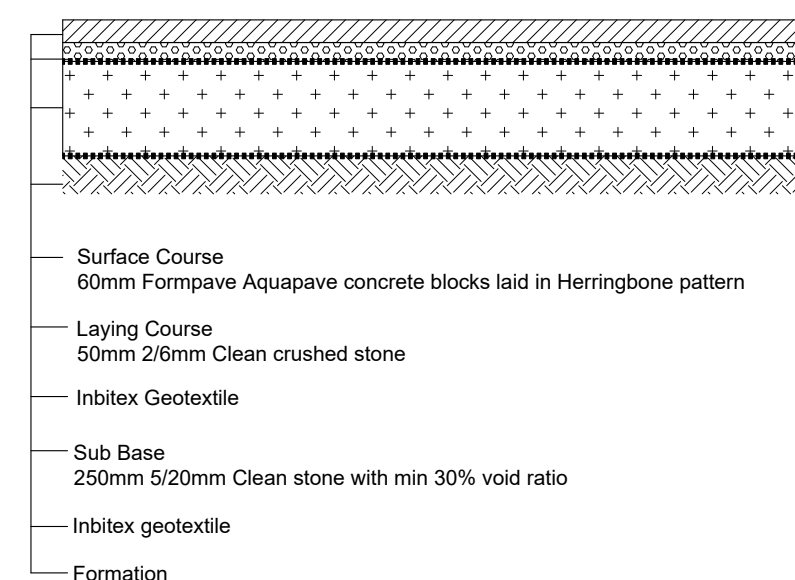 Surface Course
60mm Formpave Aquapave concrete blocks laid in Herringbone pattern
Laying Course
50mm 2/6mm Clean crushed stone
Inbitex Geotextile
Sub Base
250mm 5/20mm Clean stone with min 30% void ratio
Inbitex geotextile
Formation